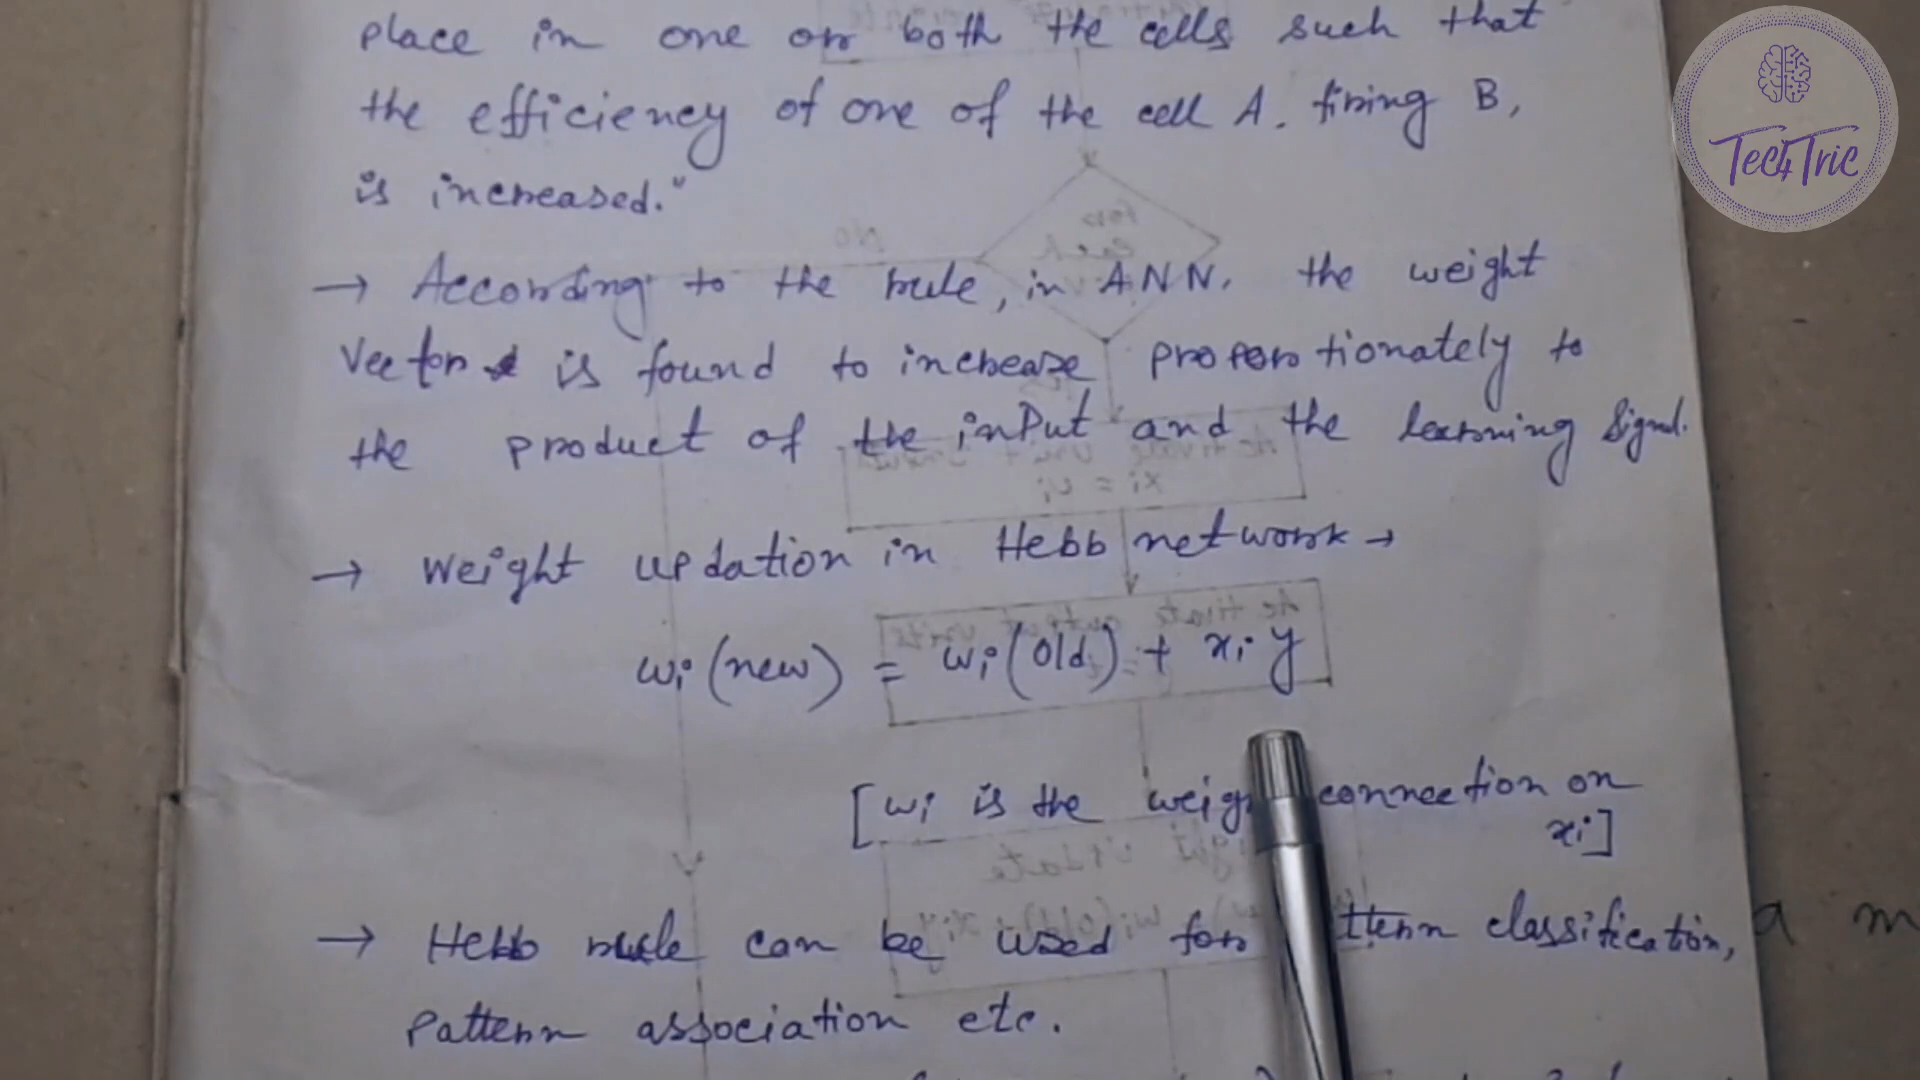 place in one or both the cells such that
the efficiency of one of the cell A. firing B,
is increased."
→ According to the rule, in ANN, the weight
vector is found to increase proportionately to
the product of the input and the learning signal.
→ Weight updation in Hebb network →
wi (new) = wi (old) + xi y
[wi is the connection on
xi]
→ Hebb rule can be used for classification,
pattern association etc.
a m
Tec4Tric